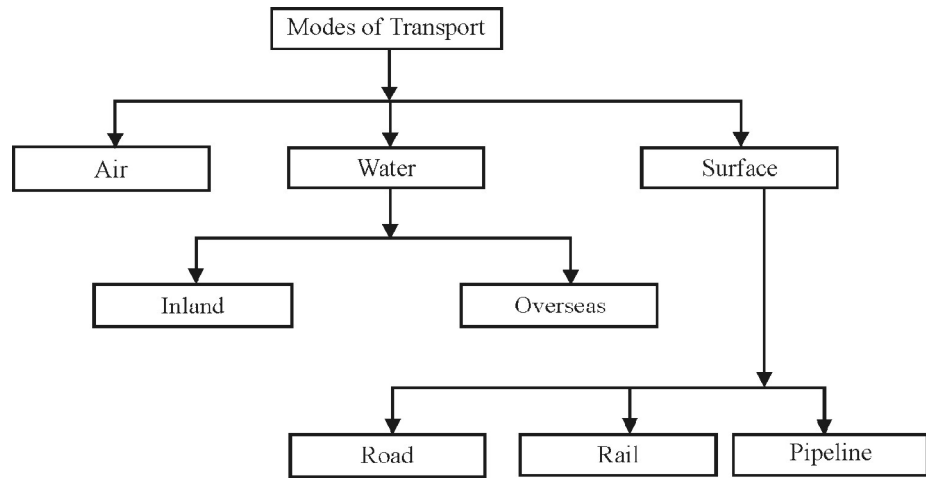 Modes of Transport
Air
Water
Surface
Inland
Overseas
Road
Rail
Pipeline